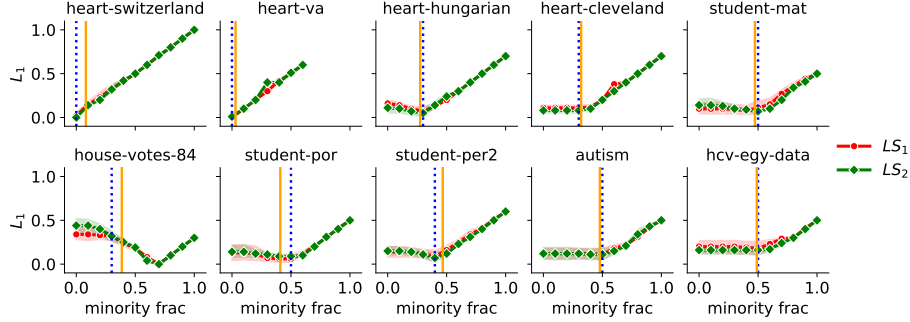 heart-switzerland
heart-va
heart-hungarian
heart-cleveland
student-mat
1.0
0.5
0.0
L1
house-votes-84
student-por
student-per2
autism
hcv-egy-data
LS1
LS2
1.0
0.5
0.0
L1
0.0 0.5 1.0
0.0 0.5 1.0
0.0 0.5 1.0
0.0 0.5 1.0
0.0 0.5 1.0
minority frac
minority frac
minority frac
minority frac
minority frac